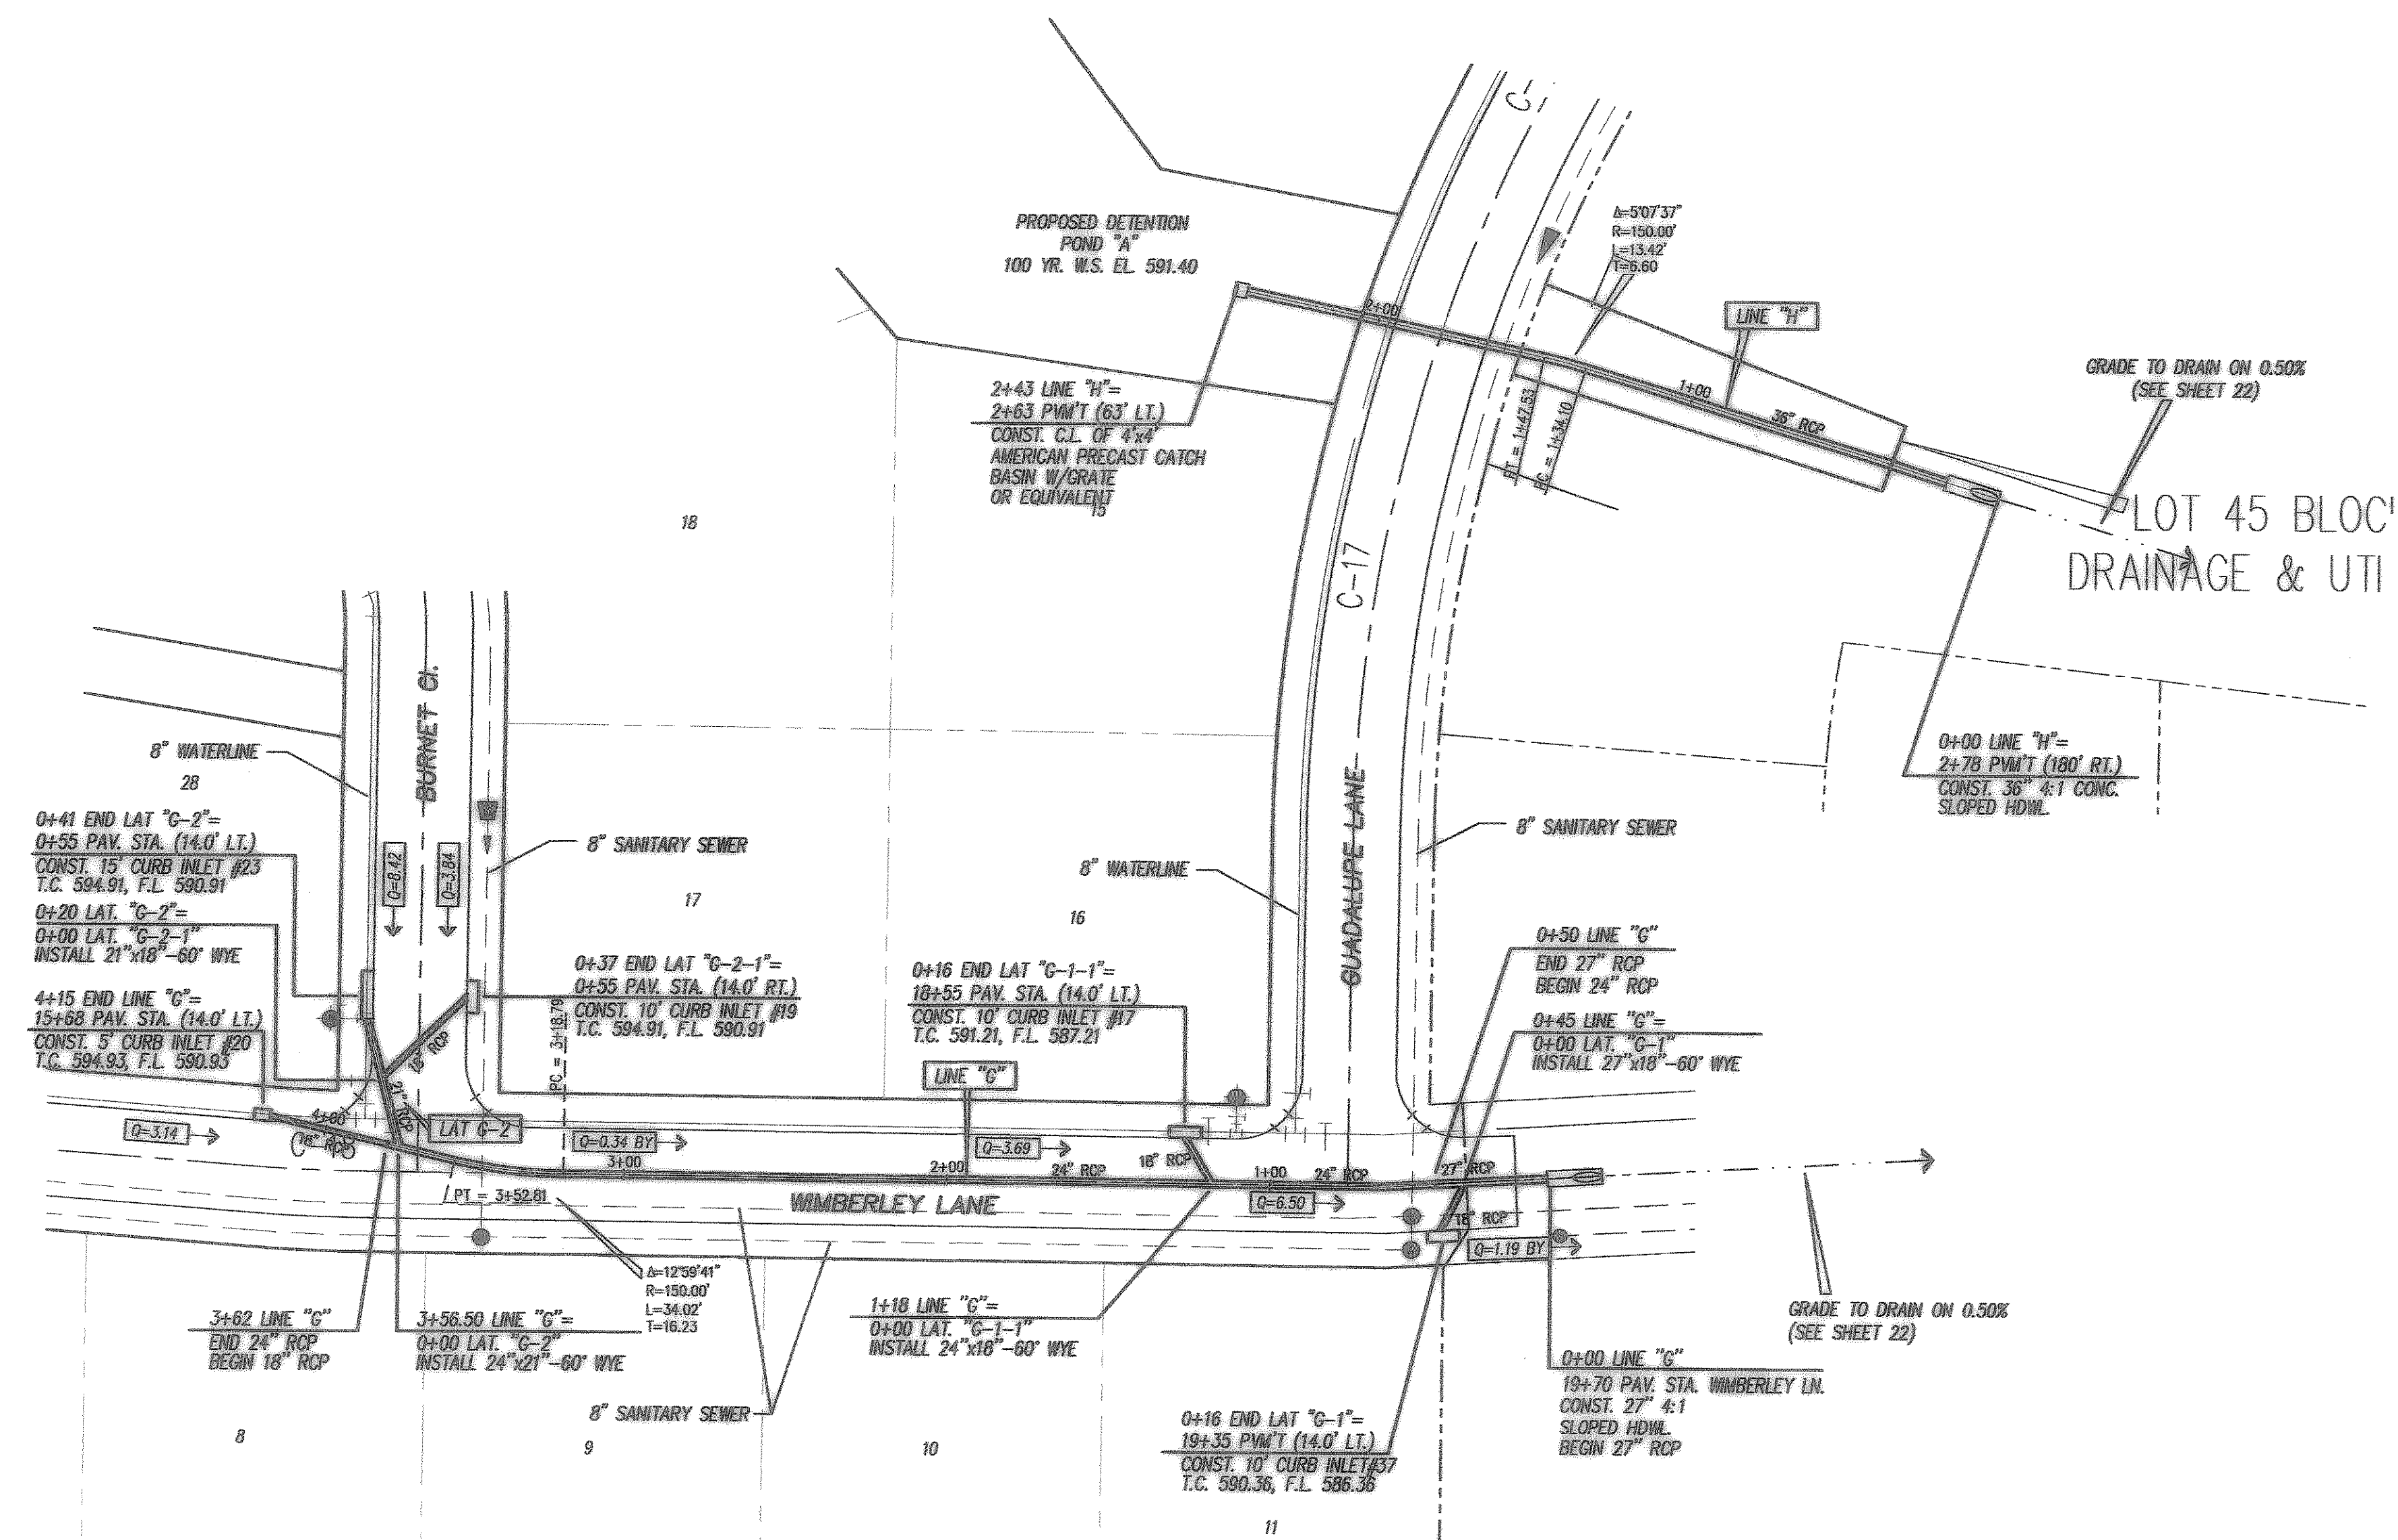 C-
PROPOSED DETENTION
POND "A"
100 YR. W.S. EL. 591.40
Δ=5°07'37"
R=150.00'
L=13.42'
T=6.60
2+00
LINE "H"
1+00
36" RCP
PT = 1+47.53
PC = 1+34.10
GRADE TO DRAIN ON 0.50%
(SEE SHEET 22)
2+43 LINE "H"=
2+63 PVM'T (63' LT.)
CONST. C.L. OF 4'x4'
AMERICAN PRECAST CATCH
BASIN W/GRATE
OR EQUIVALENT
15
18
LOT 45 BLOC
DRAINAGE & UTI
C-17
BURNET Ct.
GUADALUPE LANE
8" WATERLINE
28
0+00 LINE "H"=
2+78 PVM'T (180' RT.)
CONST. 36" 4:1 CONC.
SLOPED HDWL.
0+41 END LAT "G-2"=
0+55 PAV. STA. (14.0' LT.)
CONST. 15' CURB INLET #23
T.C. 594.91, F.L. 590.91
Q=8.42
Q=3.84
8" SANITARY SEWER
17
8" WATERLINE
16
8" SANITARY SEWER
0+20 LAT. "G-2"=
0+00 LAT. "G-2-1"
INSTALL 21"x18"-60° WYE
4+15 END LINE "G"=
15+68 PAV. STA. (14.0' LT.)
CONST. 5' CURB INLET #20
T.C. 594.93, F.L. 590.93
0+37 END LAT "G-2-1"=
0+55 PAV. STA. (14.0' RT.)
CONST. 10' CURB INLET #19
T.C. 594.91, F.L. 590.91
PC = 3+18.79
0+16 END LAT "G-1-1"=
18+55 PAV. STA. (14.0' LT.)
CONST. 10' CURB INLET #17
T.C. 591.21, F.L. 587.21
0+50 LINE "G"
END 27" RCP
BEGIN 24" RCP
0+45 LINE "G"=
0+00 LAT. "G-1"
INSTALL 27"x18"-60° WYE
18" RCP
21" RCP
LINE "G"
4+00
18" RCP
LAT G-2
Q=3.14
Q=0.34 BY
3+00
2+00
Q=3.69
24" RCP
18" RCP
1+00
24" RCP
27" RCP
PT = 3+52.81
WIMBERLEY LANE
Q=6.50
18" RCP
Q=1.19 BY
Δ=12°59'41"
R=150.00'
L=34.02'
T=16.23
3+62 LINE "G"
END 24" RCP
BEGIN 18" RCP
3+56.50 LINE "G"=
0+00 LAT. "G-2"
INSTALL 24"x21"-60° WYE
1+18 LINE "G"=
0+00 LAT. "G-1-1"
INSTALL 24"x18"-60° WYE
GRADE TO DRAIN ON 0.50%
(SEE SHEET 22)
0+00 LINE "G"
19+70 PAV. STA. WIMBERLEY LN.
CONST. 27" 4:1
SLOPED HDWL.
BEGIN 27" RCP
8" SANITARY SEWER
0+16 END LAT "G-1"=
19+35 PVM'T (14.0' LT.)
CONST. 10' CURB INLET#37
T.C. 590.36, F.L. 586.36
8
9
10
11